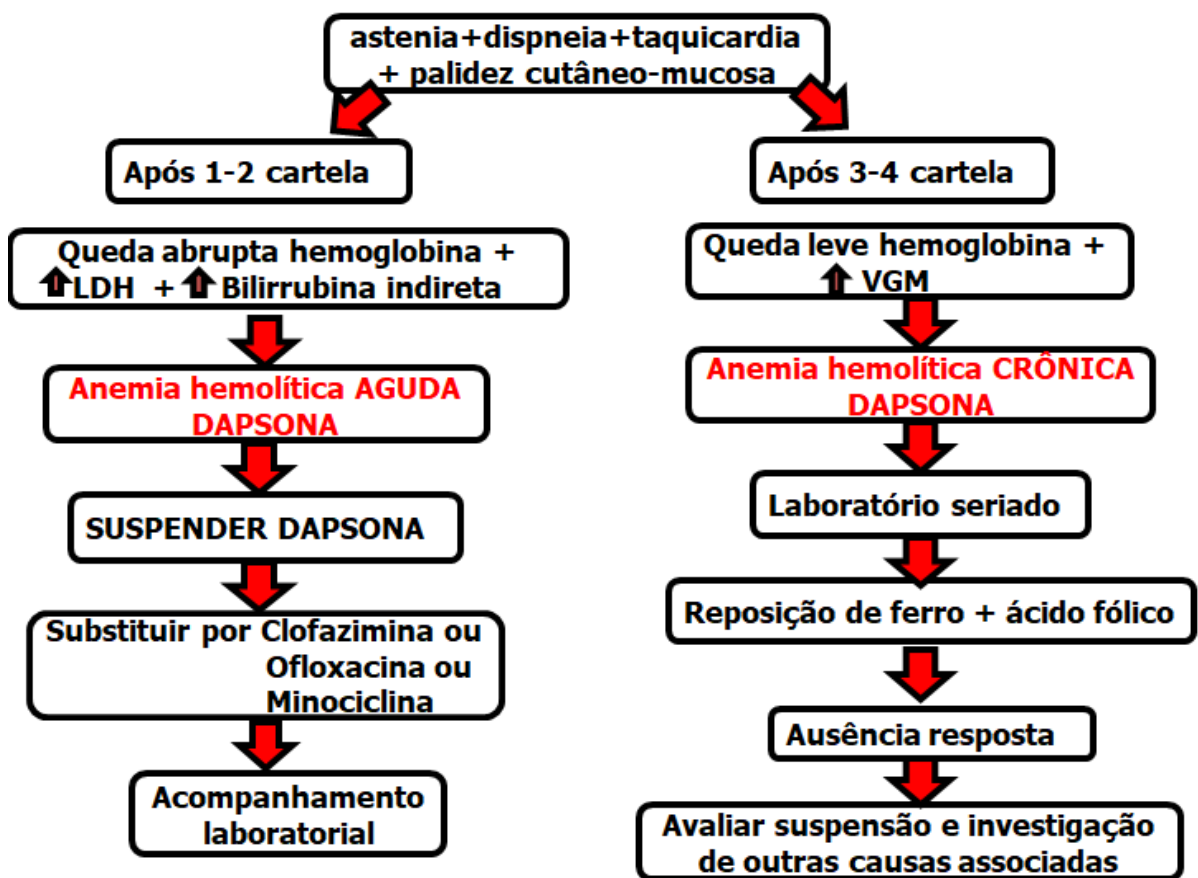 astenia+dispneia+taquicardia
+ palidez cutâneo-mucosa
Após 1-2 cartela
Queda abrupta hemoglobina +
LDH + Bilirrubina indireta
Anemia hemolítica AGUDA
DAPSONA
SUSPENDER DAPSONA
Substituir por Clofazimina ou
Ofloxacina ou
Minociclina
Acompanhamento
laboratorial
Após 3-4 cartela
Queda leve hemoglobina +
VGM
Anemia hemolítica CRÔNICA
DAPSONA
Laboratório seriado
Reposição de ferro + ácido fólico
Ausência resposta
Avaliar suspensão e investigação
de outras causas associadas